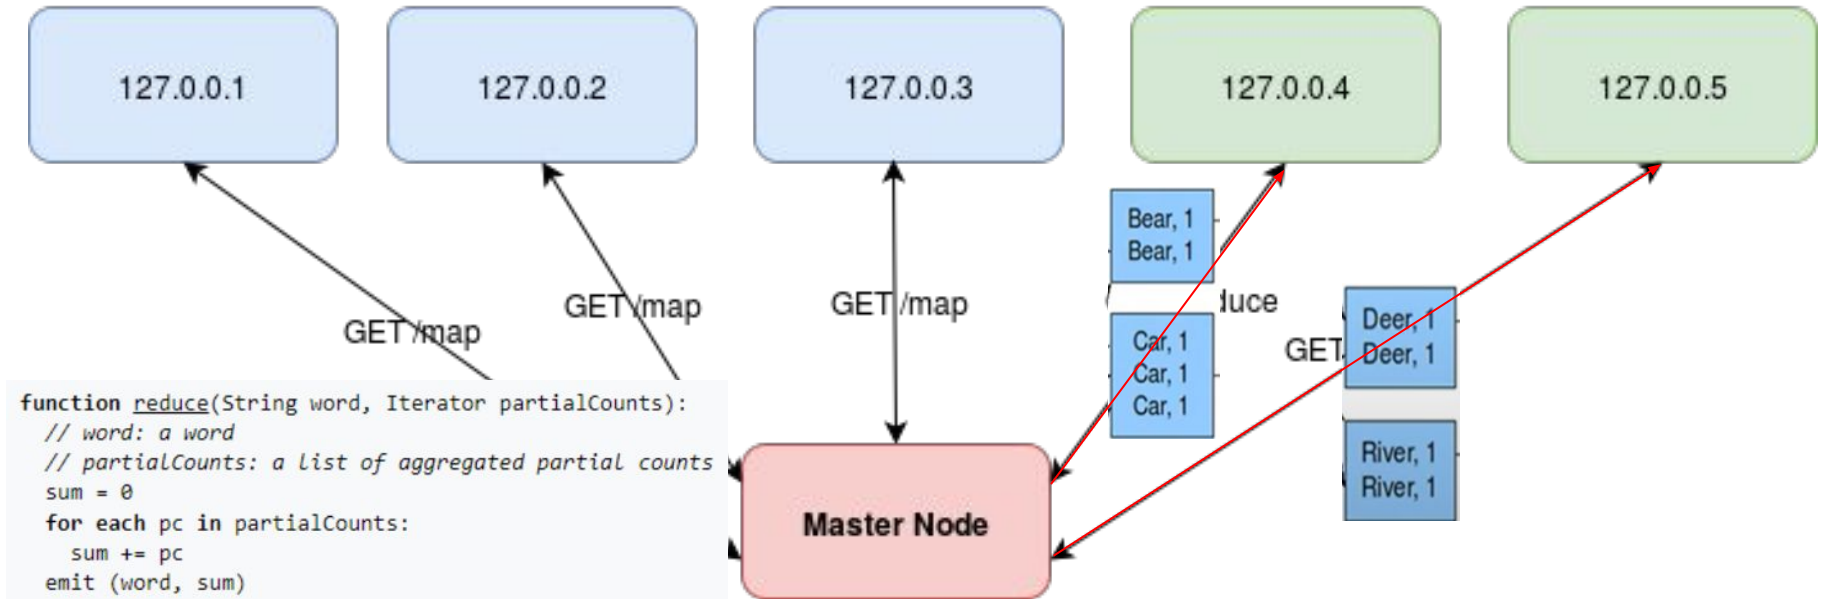 127.0.0.1
127.0.0.2
127.0.0.3
127.0.0.4
127.0.0.5
GET /map
GET /map
GET /map
Bear, 1
Bear, 1
duce
Car, 1
Car, 1
Car, 1
GET
Deer, 1
Deer, 1
River, 1
River, 1
function reduce(String word, Iterator partialCounts):
// word: a word
// partialCounts: a list of aggregated partial counts
sum = 0
for each pc in partialCounts:
sum += pc
emit (word, sum)
Master Node